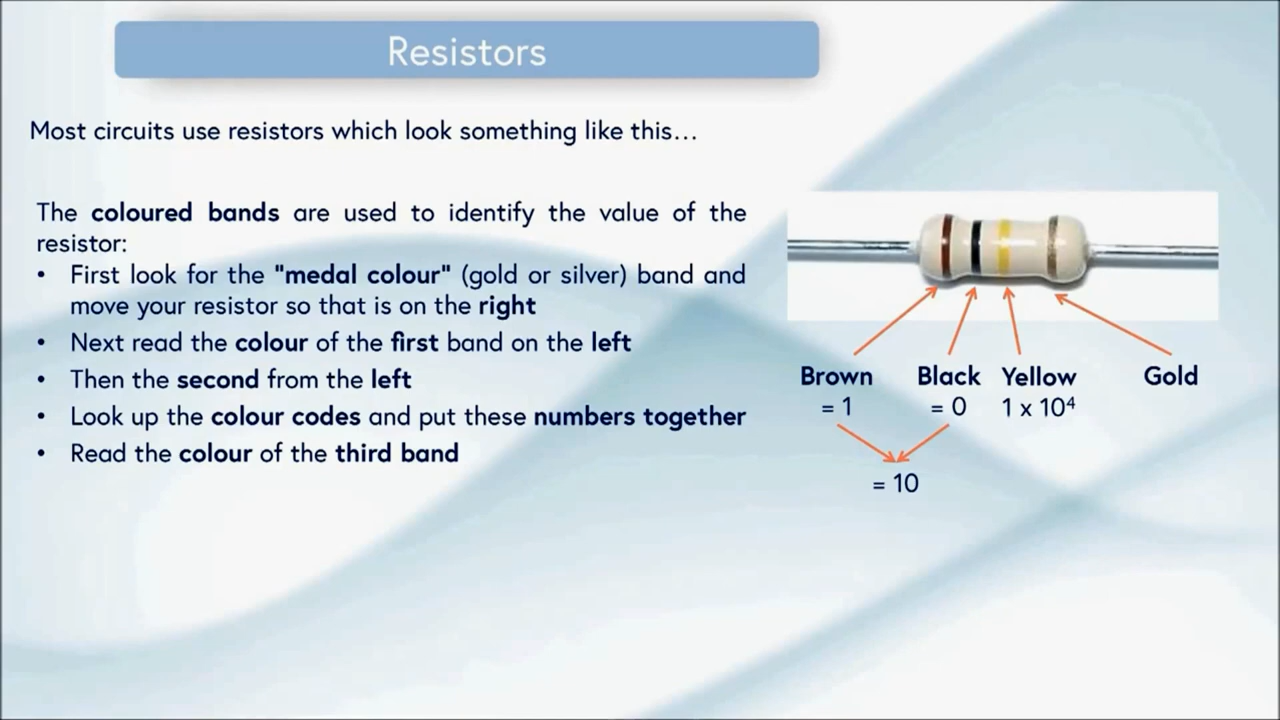 Resistors
Most circuits use resistors which look something like this…
The coloured bands are used to identify the value of the
resistor:
• First look for the "medal colour" (gold or silver) band and
move your resistor so that is on the right
• Next read the colour of the first band on the left
• Then the second from the left
• Look up the colour codes and put these numbers together
• Read the colour of the third band
Brown Black Yellow Gold
= 1 = 0 1 x 10⁴
= 10